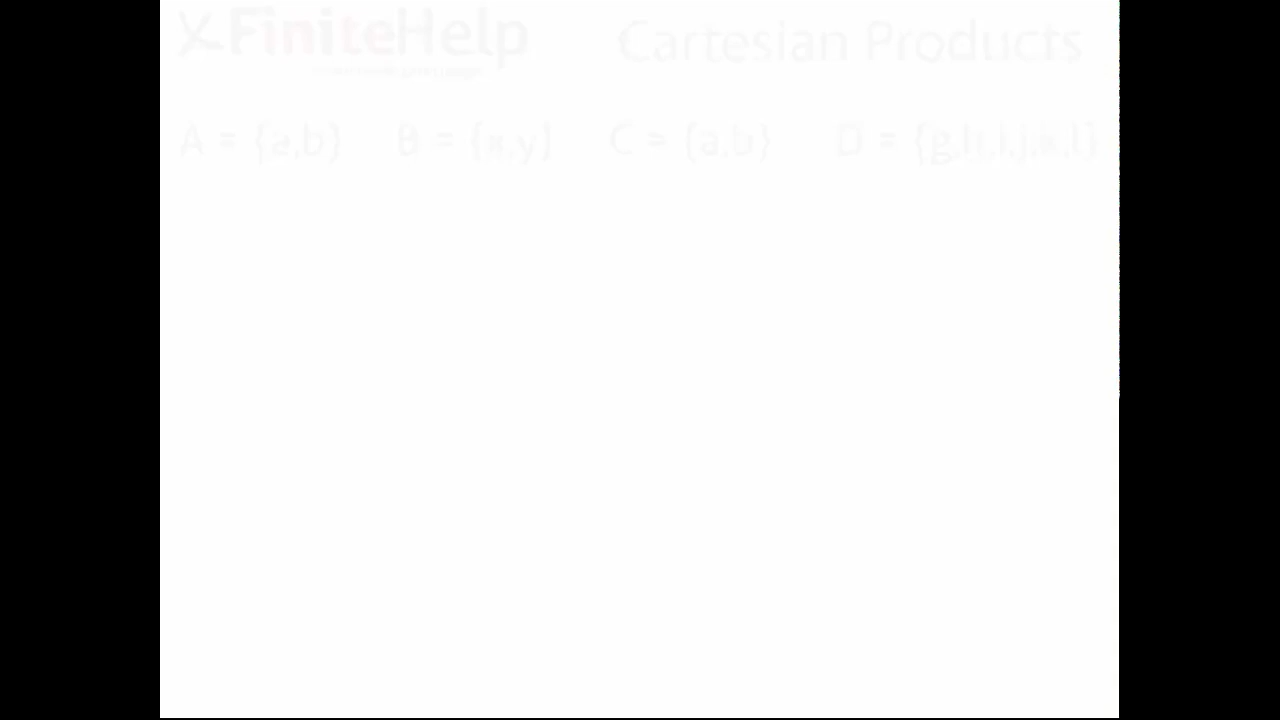 FiniteHelp
Cartesian Products
A = {a,b} B = {x,y} C = {a,b} D = {g,h,i,j,k,l}